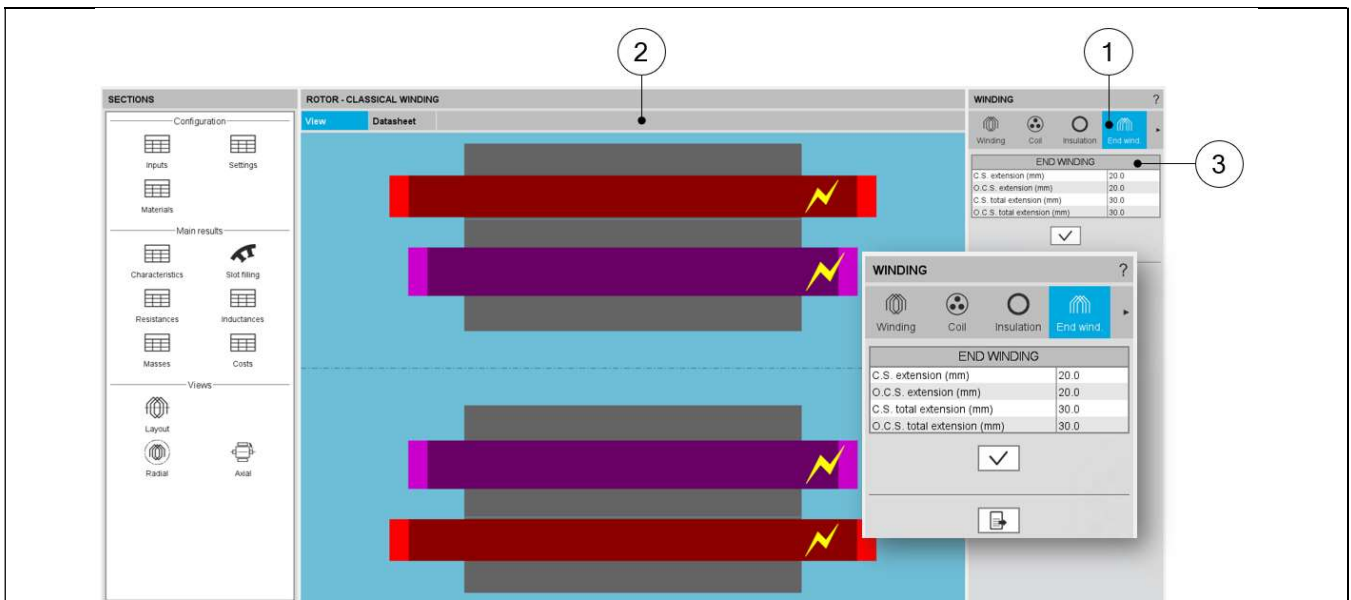 2
1
SECTIONS
ROTOR - CLASSICAL WINDING
WINDING
?
Configuration
View
Datasheet
Inputs
Settings
Winding
Coil
Insulation
End wind.
END WINDING
3
C.S. extension (mm) 20.0
O.C.S. extension (mm) 20.0
C.S. total extension (mm) 30.0
O.C.S. total extension (mm) 30.0
Materials
Main results
Characteristics
Slot filling
Resistances
Inductances
Masses
Costs
Views
Layout
Radial
Axial
WINDING
?
Winding
Coil
Insulation
End wind.
END WINDING
C.S. extension (mm) 20.0
O.C.S. extension (mm) 20.0
C.S. total extension (mm) 30.0
O.C.S. total extension (mm) 30.0